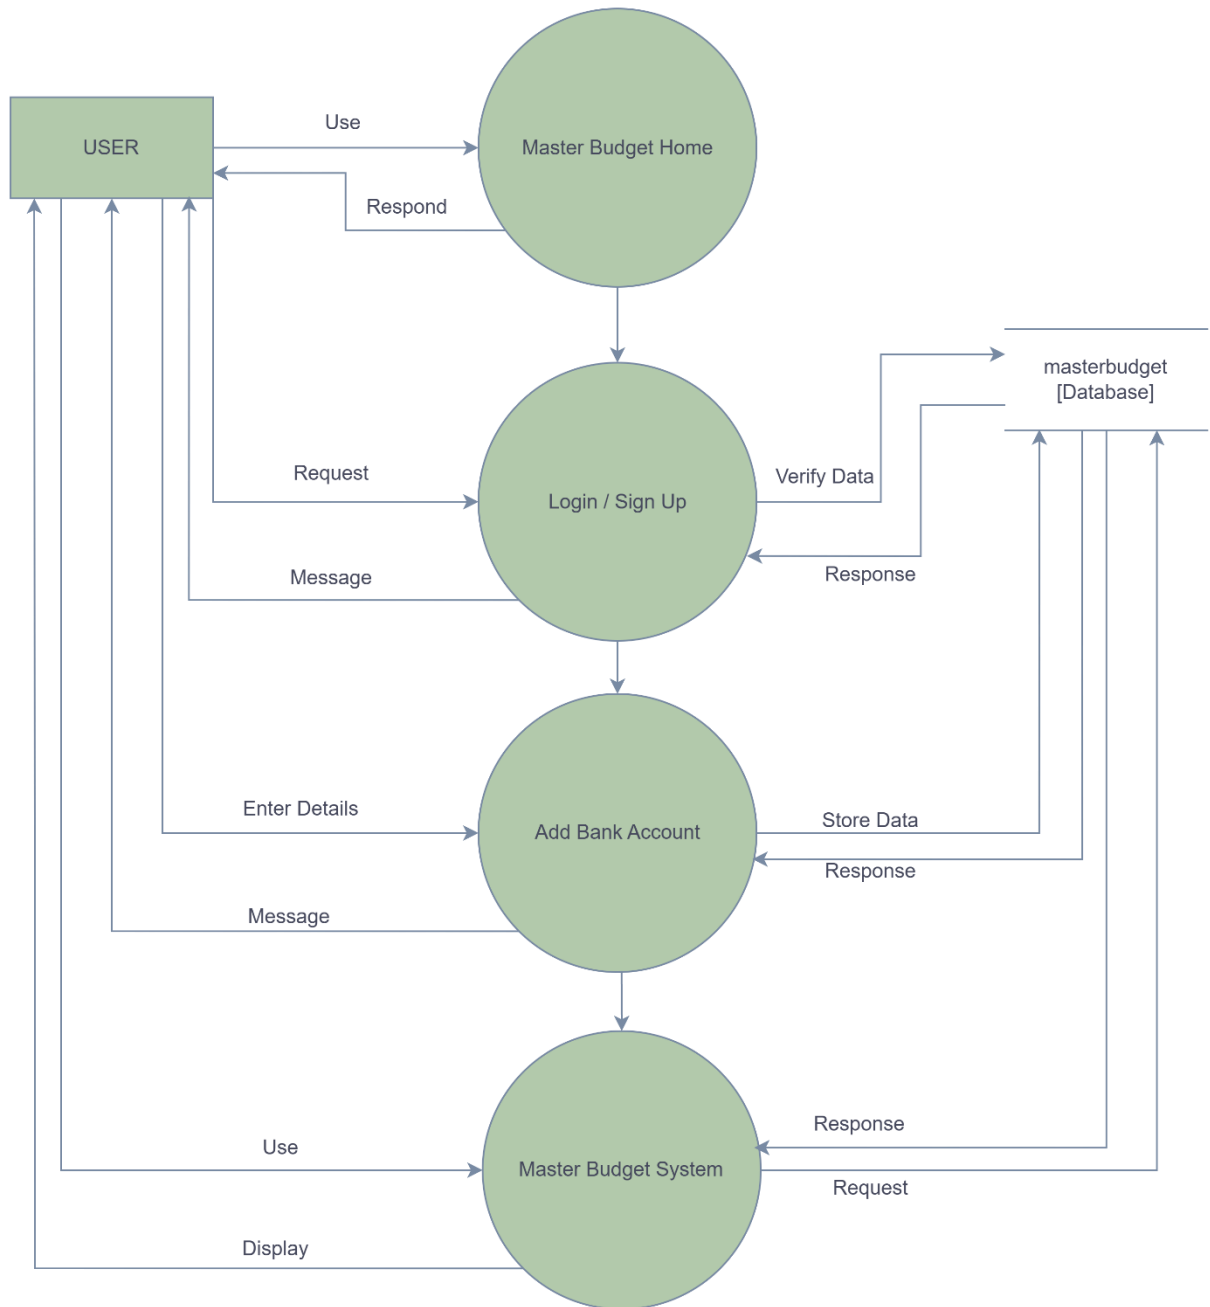 Use
USER
Master Budget Home
Respond
masterbudget
[Database]
Request
Verify Data
Login / Sign Up
Message
Response
Enter Details
Store Data
Add Bank Account
Response
Message
Response
Use
Master Budget System
Request
Display